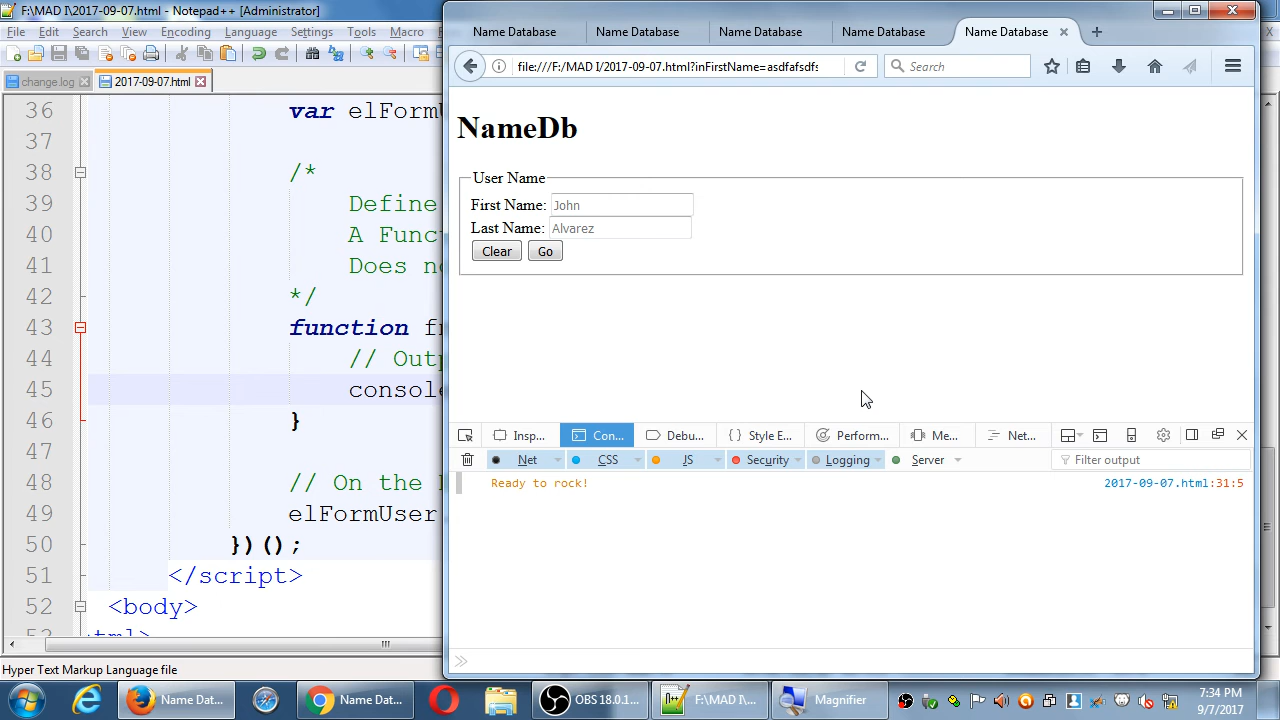 F:\MAD I\2017-09-07.html - Notepad++ [Administrator]
File Edit Search View Encoding Language Settings Tools Macro
change.log 2017-09-07.html
36 var elFormU
37
38 /*
39 Define
40 A Func
41 Does no
42 */
43 function fn
44 // Outp
45 console
46 }
47
48 // On the
49 elFormUser
50 })();
51 </script>
52 <body>
53
Name Database Name Database Name Database Name Database Name Database
file:///F:/MAD I/2017-09-07.html?inFirstName=asdfafsdfs
Search
NameDb
User Name
First Name: John
Last Name: Alvarez
Clear Go
Insp... Con... Debu... Style E... Perform... Me... Net...
Net CSS JS Security Logging Server Filter output
Ready to rock! 2017-09-07.html:31:5
Hyper Text Markup Language file
Name Dat... Name Dat... OBS 18.0.1... F:\MAD I\... Magnifier
7:34 PM
9/7/2017